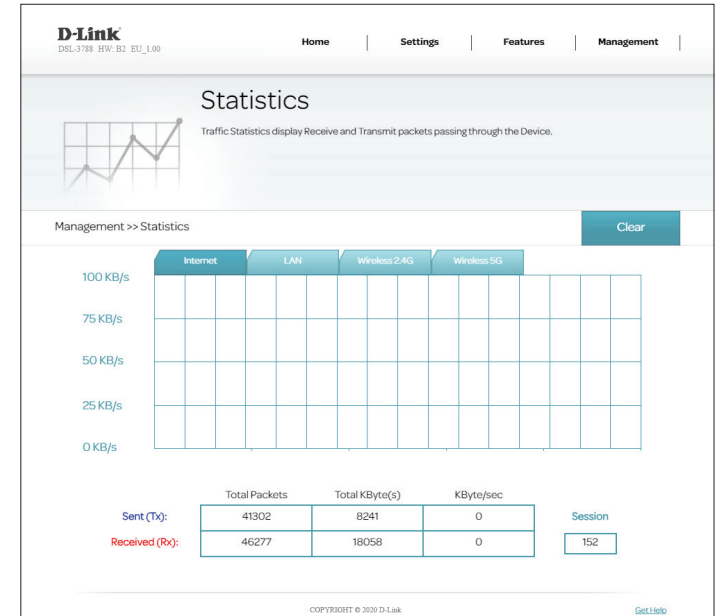 D-Link
DSL-3788 HW: B2 EU_1.00
Home Settings Features Management
Statistics
Traffic Statistics display Receive and Transmit packets passing through the Device.
Management >> Statistics
Clear
Internet LAN Wireless 2.4G Wireless 5G
100 KB/s
75 KB/s
50 KB/s
25 KB/s
0 KB/s
Total Packets Total KByte(s) KByte/sec
Sent (Tx): 41302 8241 0 Session
Received (Rx): 46277 18058 0 152
COPYRIGHT © 2020 D-Link Get Help